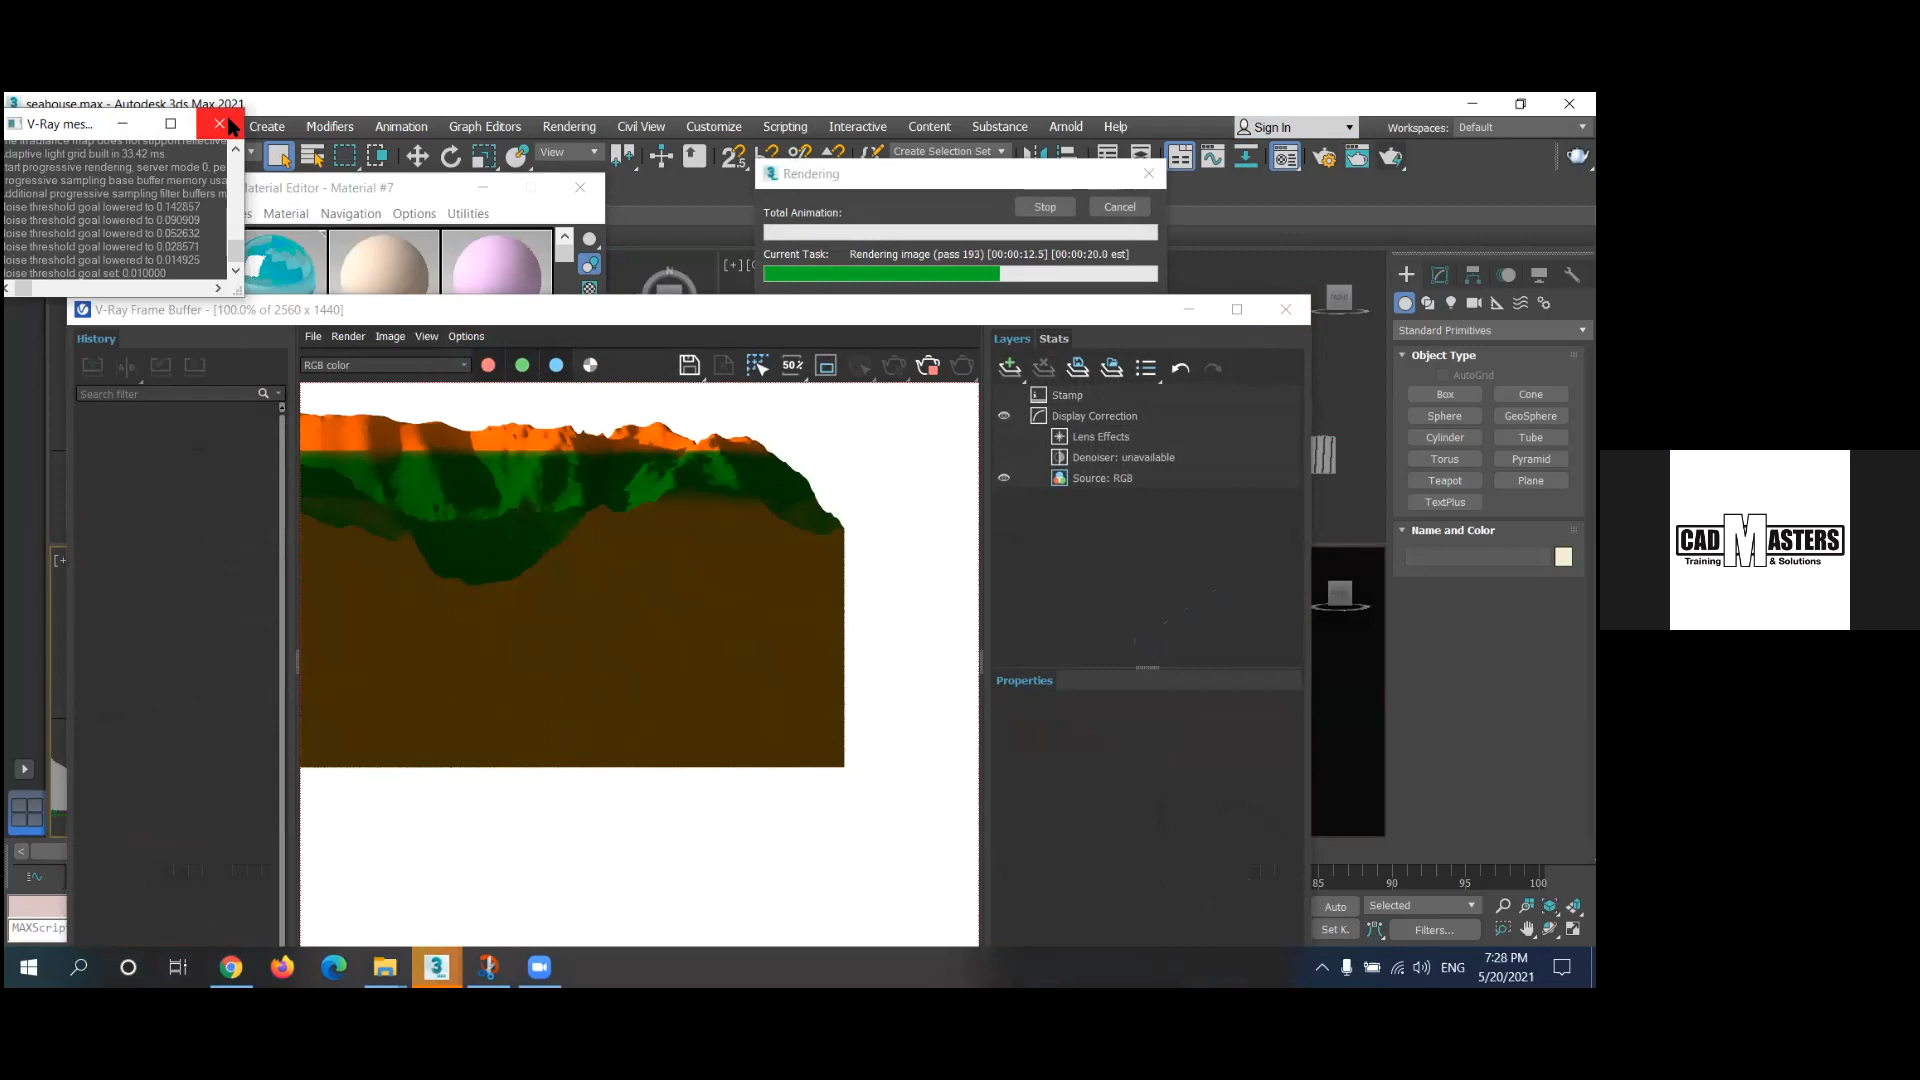 seahouse.max - Autodesk 3ds Max 2021
V-Ray mes...
Create Modifiers Animation Graph Editors Rendering Civil View Customize Scripting Interactive Content Substance Arnold Help
Sign In
Workspaces: Default
View
Create Selection Set
daptive light grid built in 33.42 ms
tart progressive rendering, server mode 0, pe
rogressive sampling base buffer memory usa
dditional progressive sampling filter buffers m
oise threshold goal lowered to 0.142857
oise threshold goal lowered to 0.090909
oise threshold goal lowered to 0.052632
oise threshold goal lowered to 0.028571
oise threshold goal lowered to 0.014925
oise threshold goal set: 0.010000
aterial Editor - Material #7
Material Navigation Options Utilities
Rendering
Total Animation:
Stop
Cancel
Current Task: Rendering image (pass 193) [00:00:12.5] [00:00:20.0 est]
V-Ray Frame Buffer - [100.0% of 2560 x 1440]
History
Search filter
File Render Image View Options
RGB color
50%
Layers Stats
Stamp
Display Correction
Lens Effects
Denoiser: unavailable
Source: RGB
Properties
Standard Primitives
Object Type
AutoGrid
Box Cone
Sphere GeoSphere
Cylinder Tube
Torus Pyramid
Teapot Plane
TextPlus
Name and Color
CAD MASTERS
Training & Solutions
85 90 95 100
Auto Selected
Set K. Filters...
MAXScrip
ENG
7:28 PM
5/20/2021